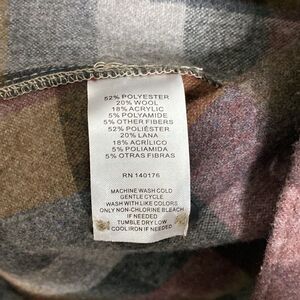 52% POLYESTER
20% WOOL
18% ACRYLIC
5% POLYAMIDE
5% OTHER FIBERS
52% POLIÉSTER
20% LANA
18% ACRÍLICO
5% POLIAMIDA
5% OTRAS FIBRAS
RN 140176
MACHINE WASH COLD
GENTLE CYCLE
WASH WITH LIKE COLORS
ONLY NON-CHLORINE BLEACH
IF NEEDED
TUMBLE DRY LOW
COOL IRON IF NEEDED